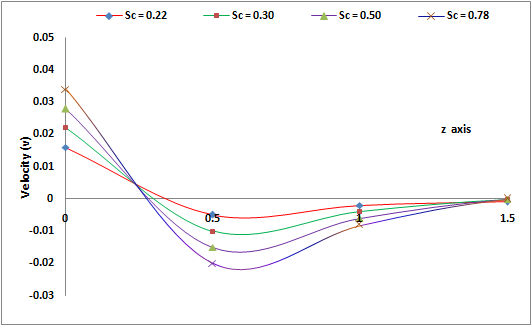 Sc = 0.22 Sc = 0.30 Sc = 0.50 Sc = 0.78
0.05
0.04
0.03
0.02
0.01
0
-0.01
-0.02
-0.03
Velocity (v)
z axis
0 0.5 1 1.5